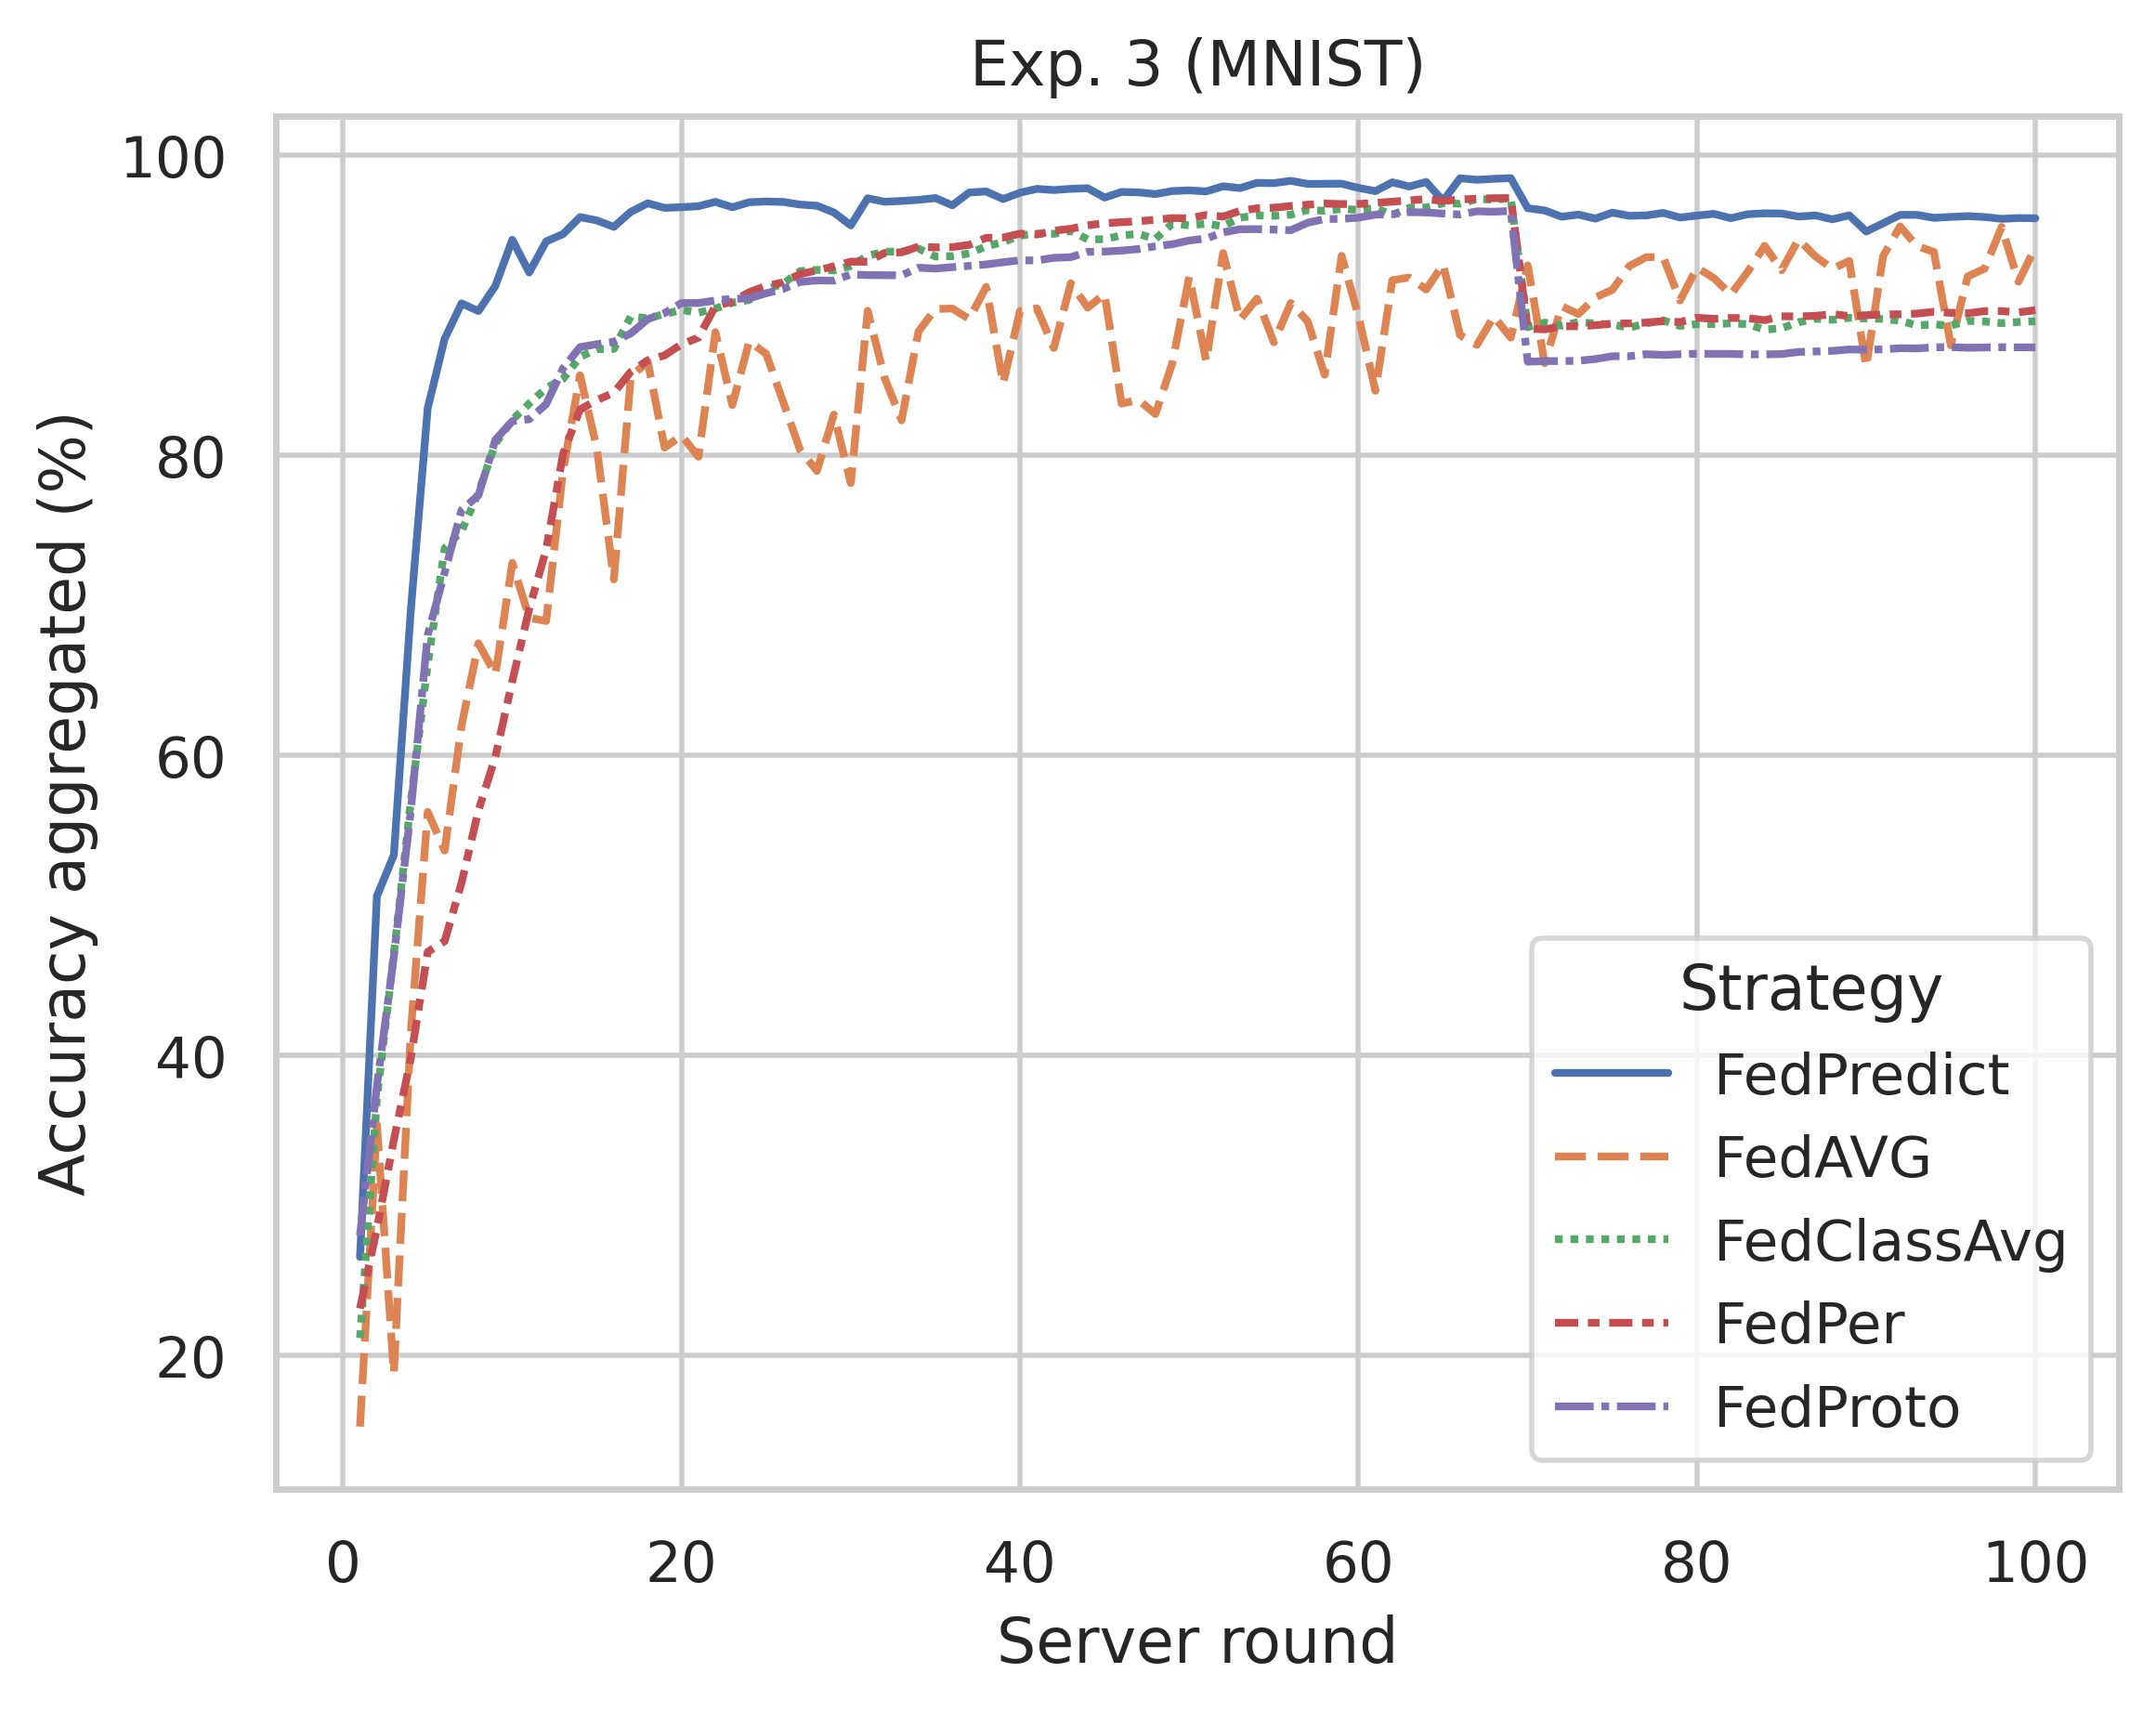 Exp. 3 (MNIST)
Accuracy aggregated (%)
100
80
60
40
20
0 20 40 60 80 100
Server round
Strategy
FedPredict
FedAVG
FedClassAvg
FedPer
FedProto